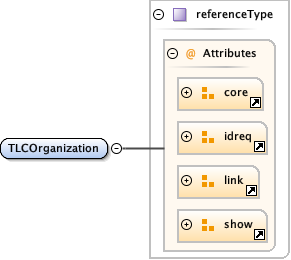 referenceType
@ Attributes
core
idreq
TLCOrganization
link
show